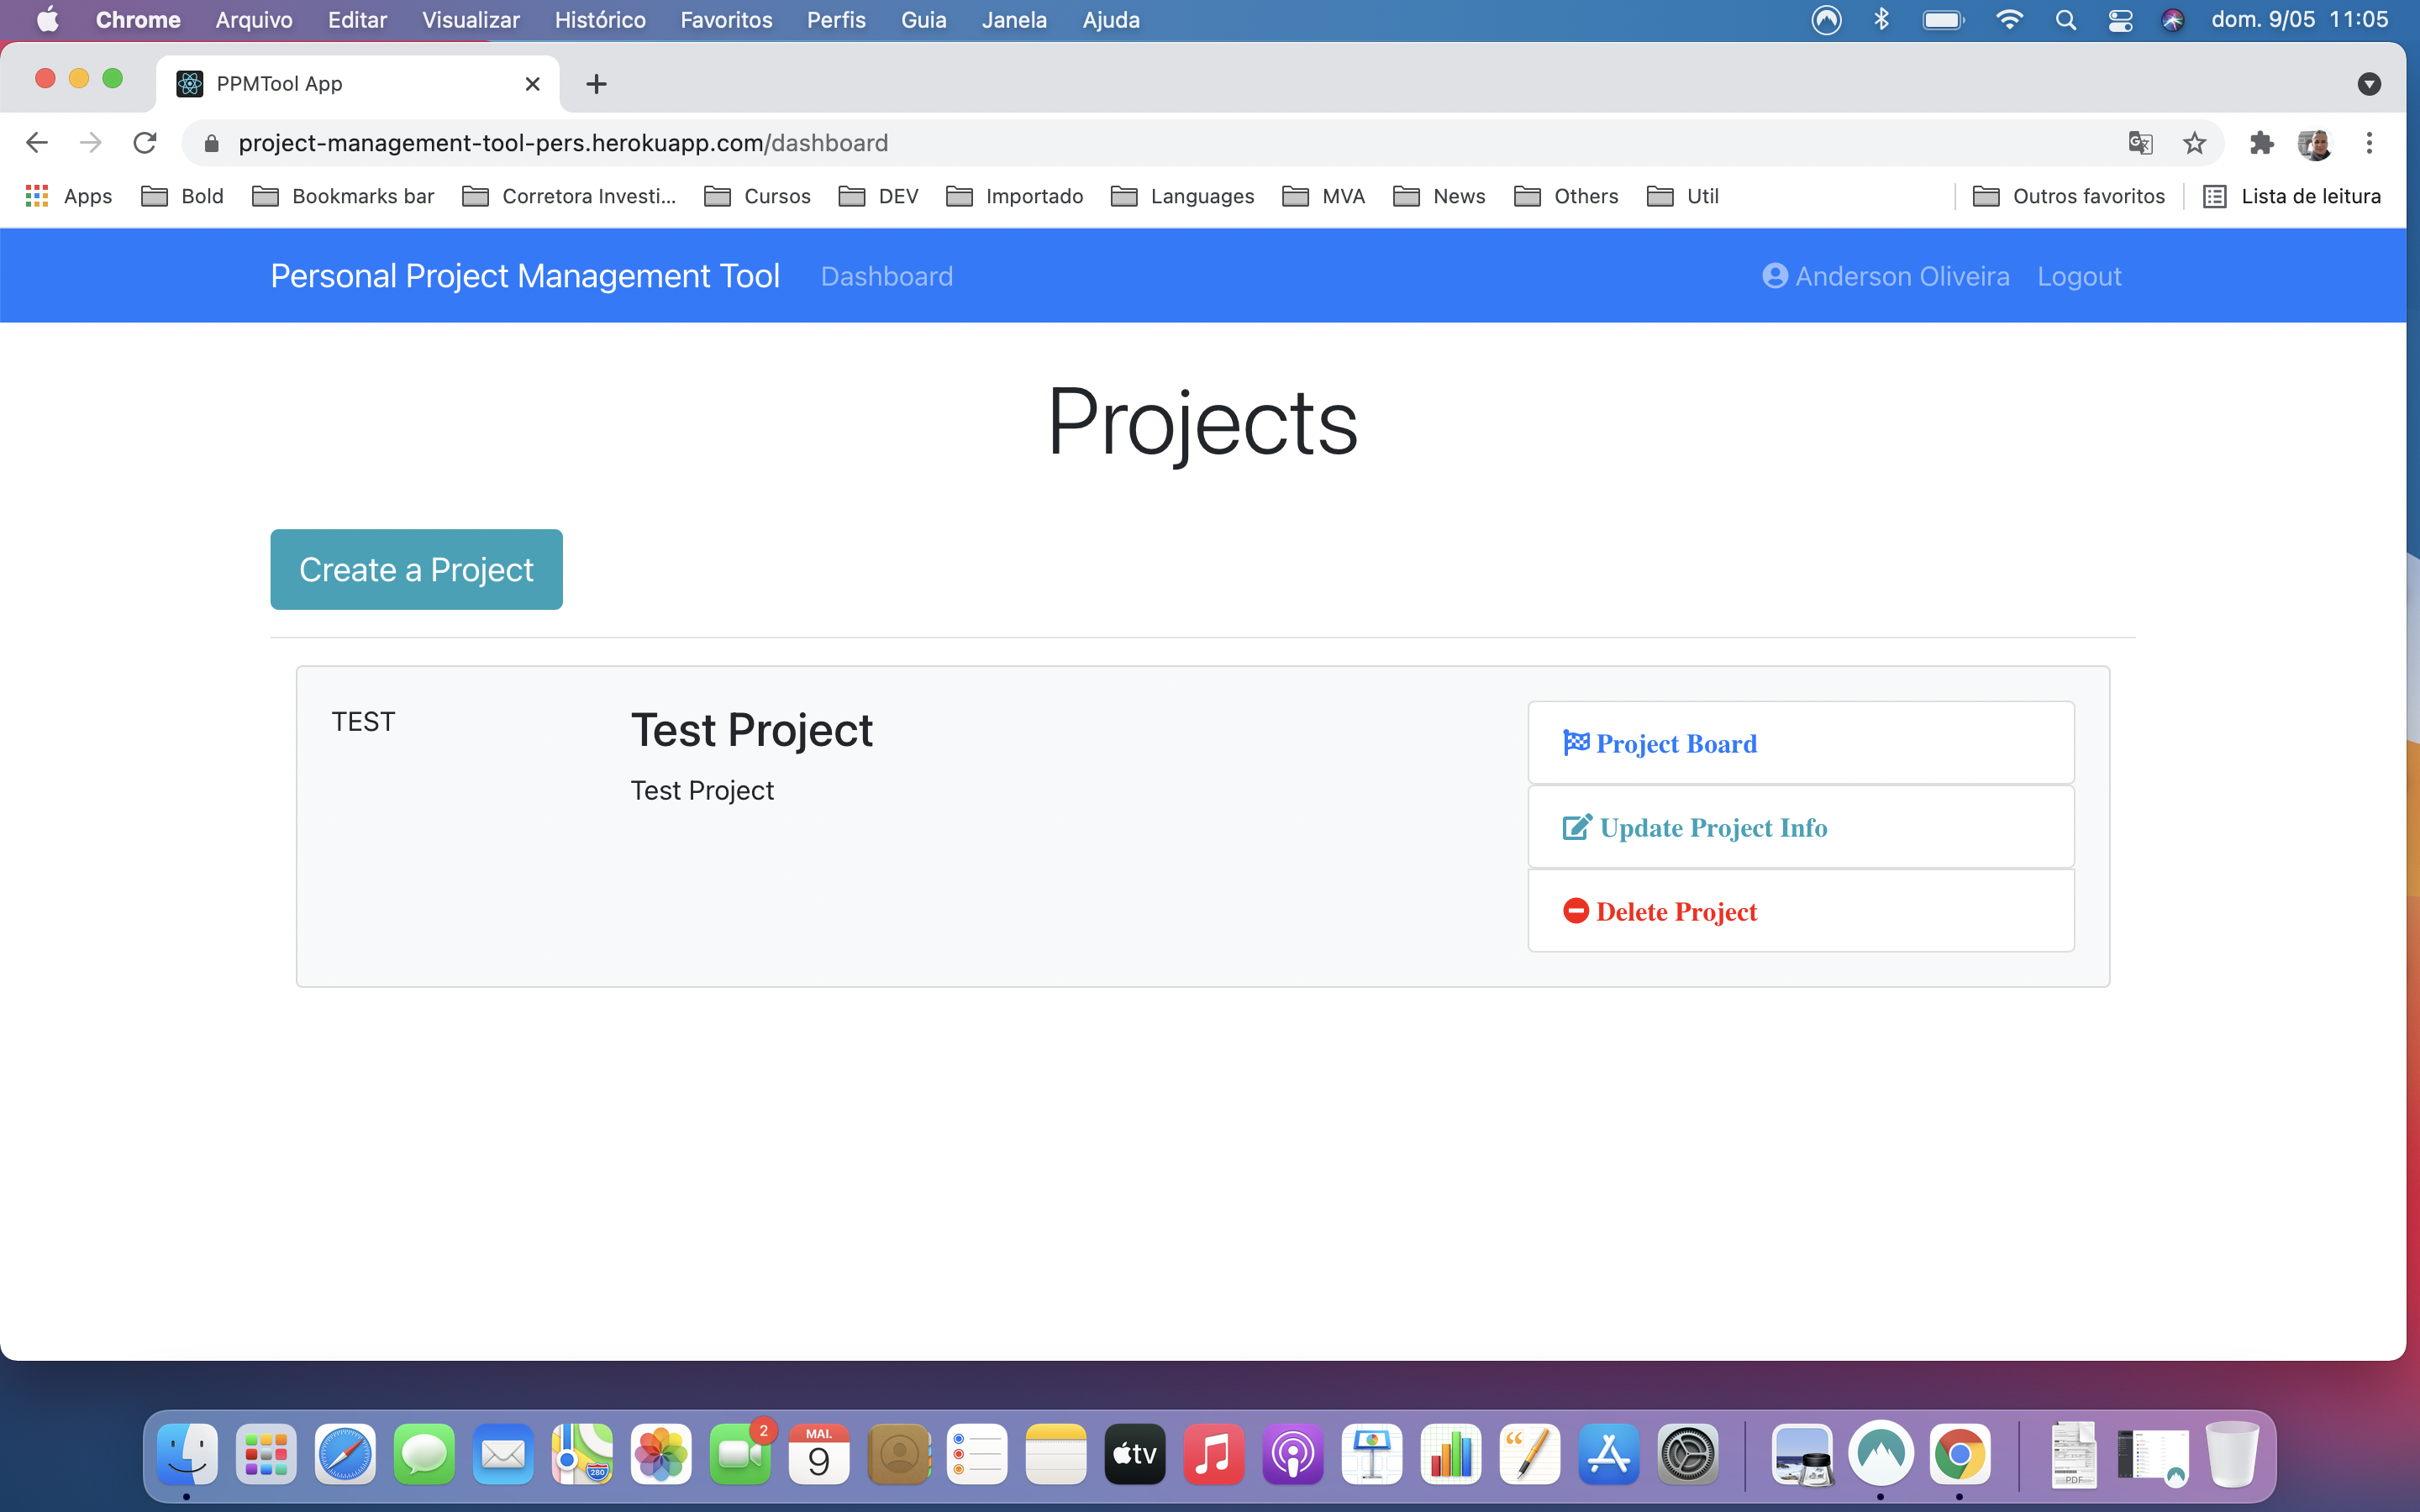 Chrome Arquivo Editar Visualizar Histórico Favoritos Perfis Guia Janela Ajuda dom. 9/05 11:05
PPMTool App
project-management-tool-pers.herokuapp.com/dashboard
Apps Bold Bookmarks bar Corretora Investi... Cursos DEV Importado Languages MVA News Others Util Outros favoritos Lista de leitura
Personal Project Management Tool Dashboard Anderson Oliveira Logout
Projects
Create a Project
TEST
Test Project
Test Project
Project Board
Update Project Info
Delete Project
2
MAI.
9
280
tv
PDF